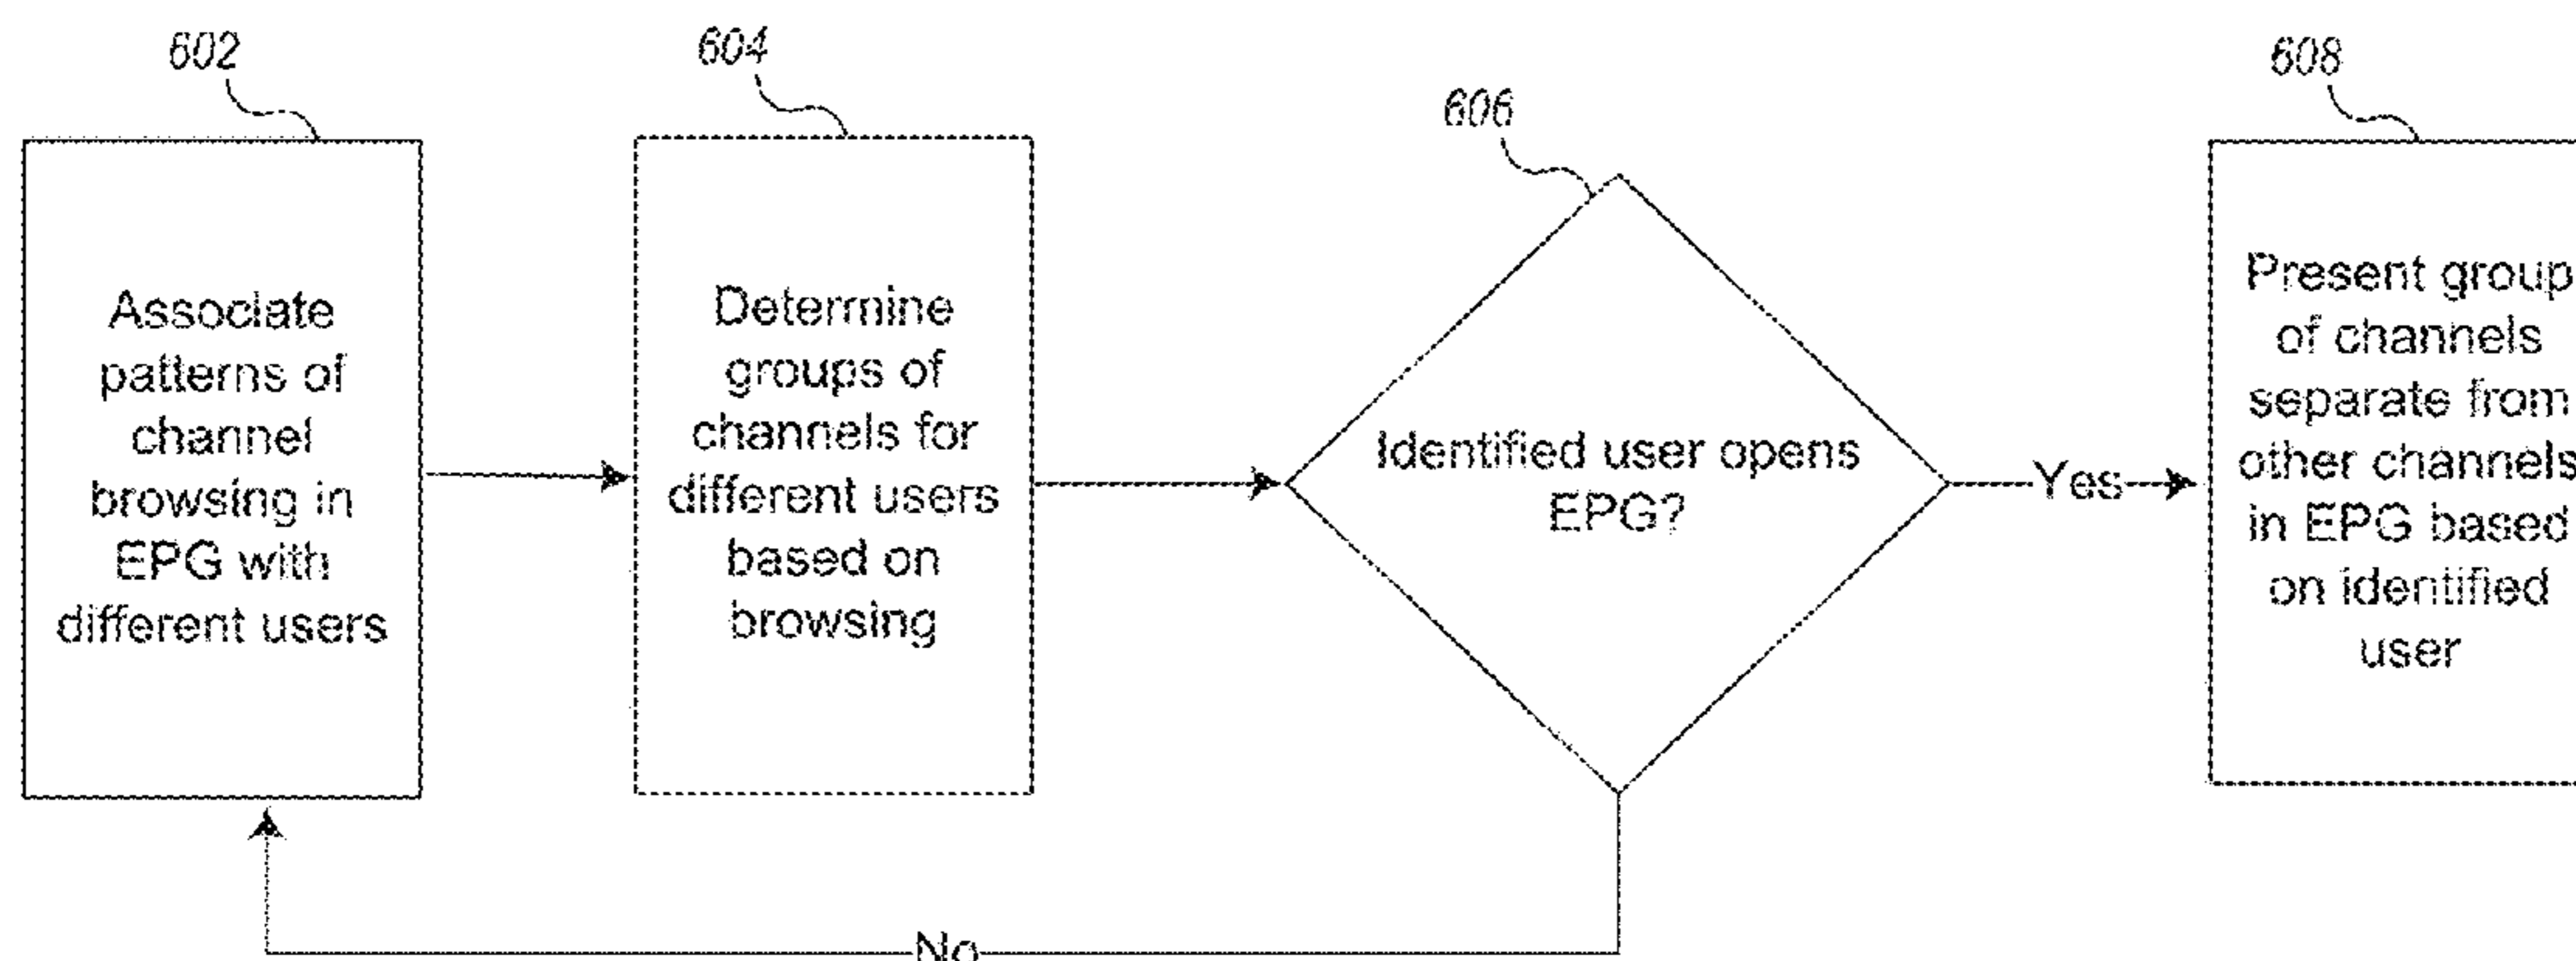 602
604
606
608
Associate
patterns of
channel
browsing in
EPG with
different users
Determine
groups of
channels for
different users
based on
browsing
Identified user opens
EPG?
Yes
Present group
of channels
separate from
other channels
in EPG based
on identified
user
No